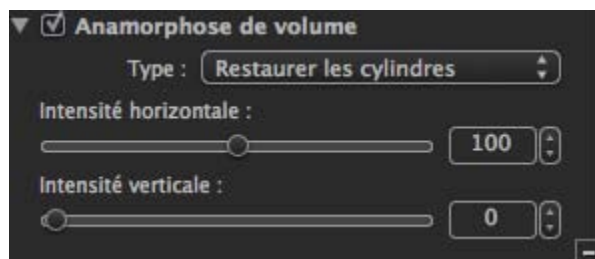 Anamorphose de volume
Type : Restaurer les cylindres
Intensité horizontale :
100
Intensité verticale :
0